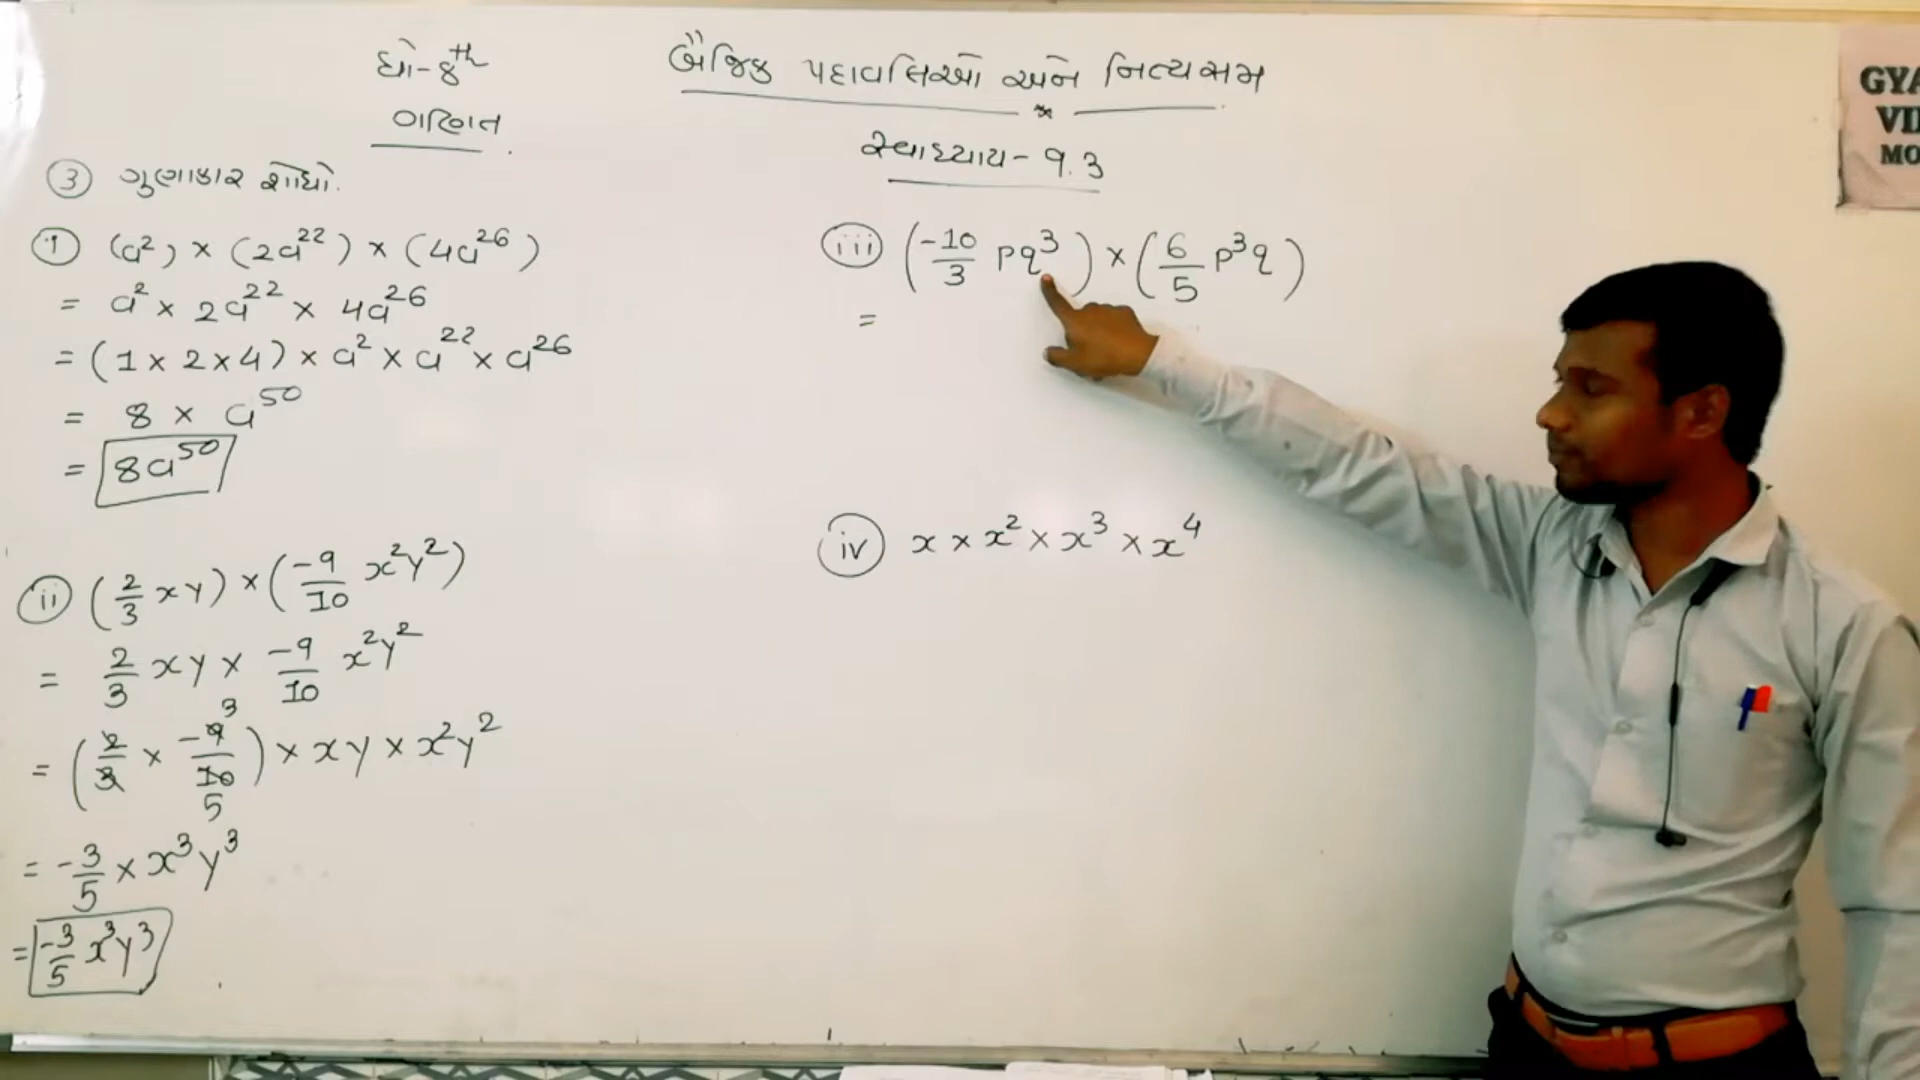 ધો-8th
ગણિત
બૈજિક પદાવલિઓ અને નિત્યસમ
સ્વાધ્યાય - 9.3
③ ગુણાકાર શોધો.
(i) (a²) × (2a²²) × (4a²⁶)
= a² × 2a²² × 4a²⁶
= (1 × 2 × 4) × a² × a²² × a²⁶
= 8 × a⁵⁰
= 8a⁵⁰
(ii) (2/3 xy) × (-9/10 x²y²)
= 2/3 xy × -9/10 x²y²
= (2/3 × -9/10) × xy × x²y²
3
5
= -3/5 × x³y³
= -3/5 x³y³
(iii) (-10/3 pq³) × (6/5 p³q)
=
(iv) x × x² × x³ × x⁴